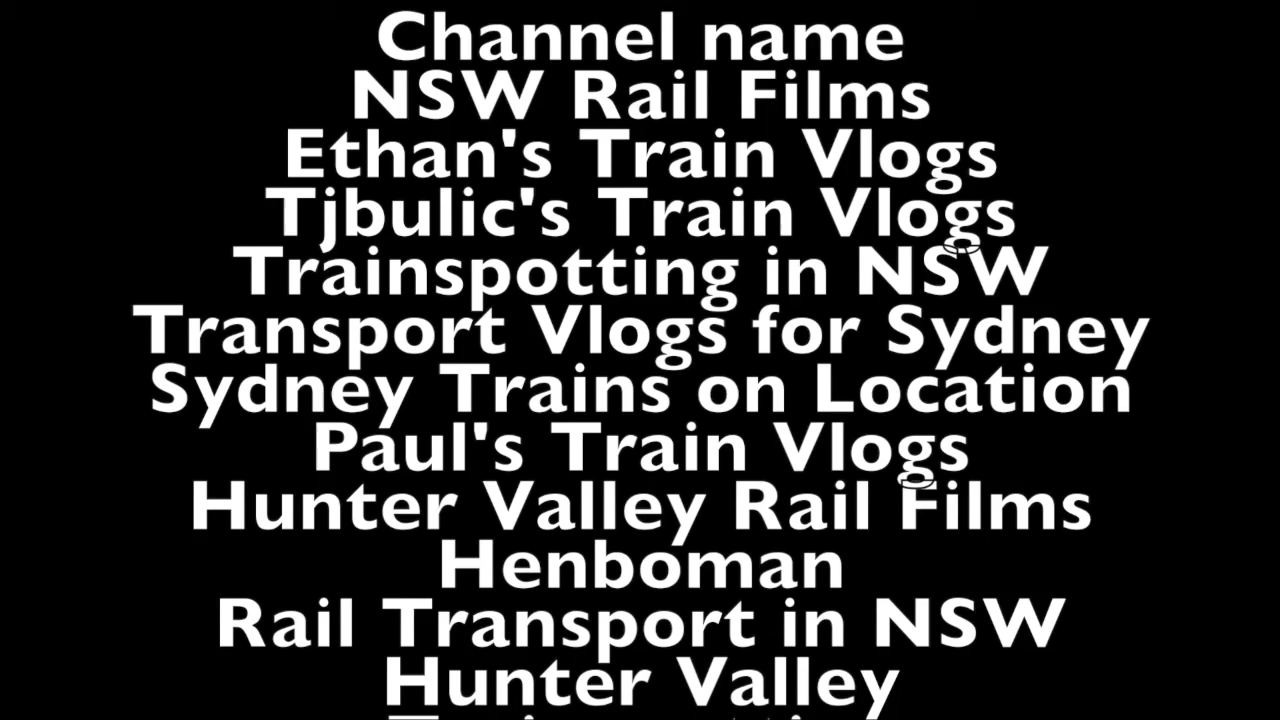 Channel name
NSW Rail Films
Ethan's Train Vlogs
Tjbulic's Train Vlogs
Trainspotting in NSW
Transport Vlogs for Sydney
Sydney Trains on Location
Paul's Train Vlogs
Hunter Valley Rail Films
Henboman
Rail Transport in NSW
Hunter Valley